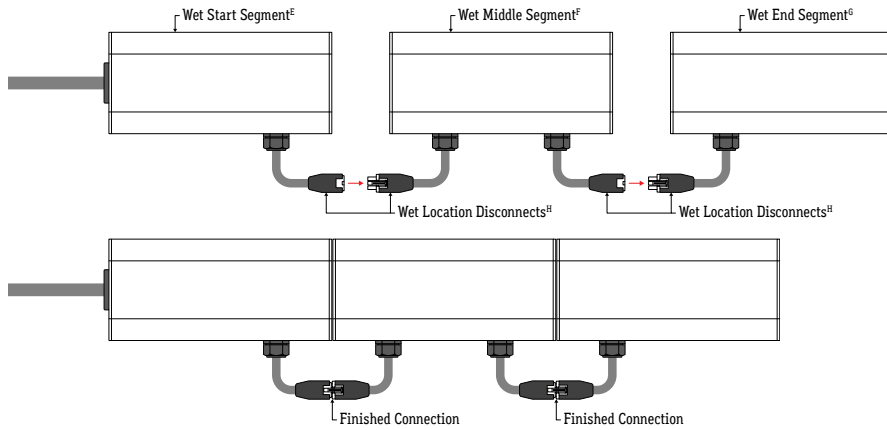 Wet Start Segmentᴱ
Wet Middle Segmentꟳ
Wet End Segmentᴳ
Wet Location Disconnectsᴴ
Wet Location Disconnectsᴴ
Finished Connection
Finished Connection